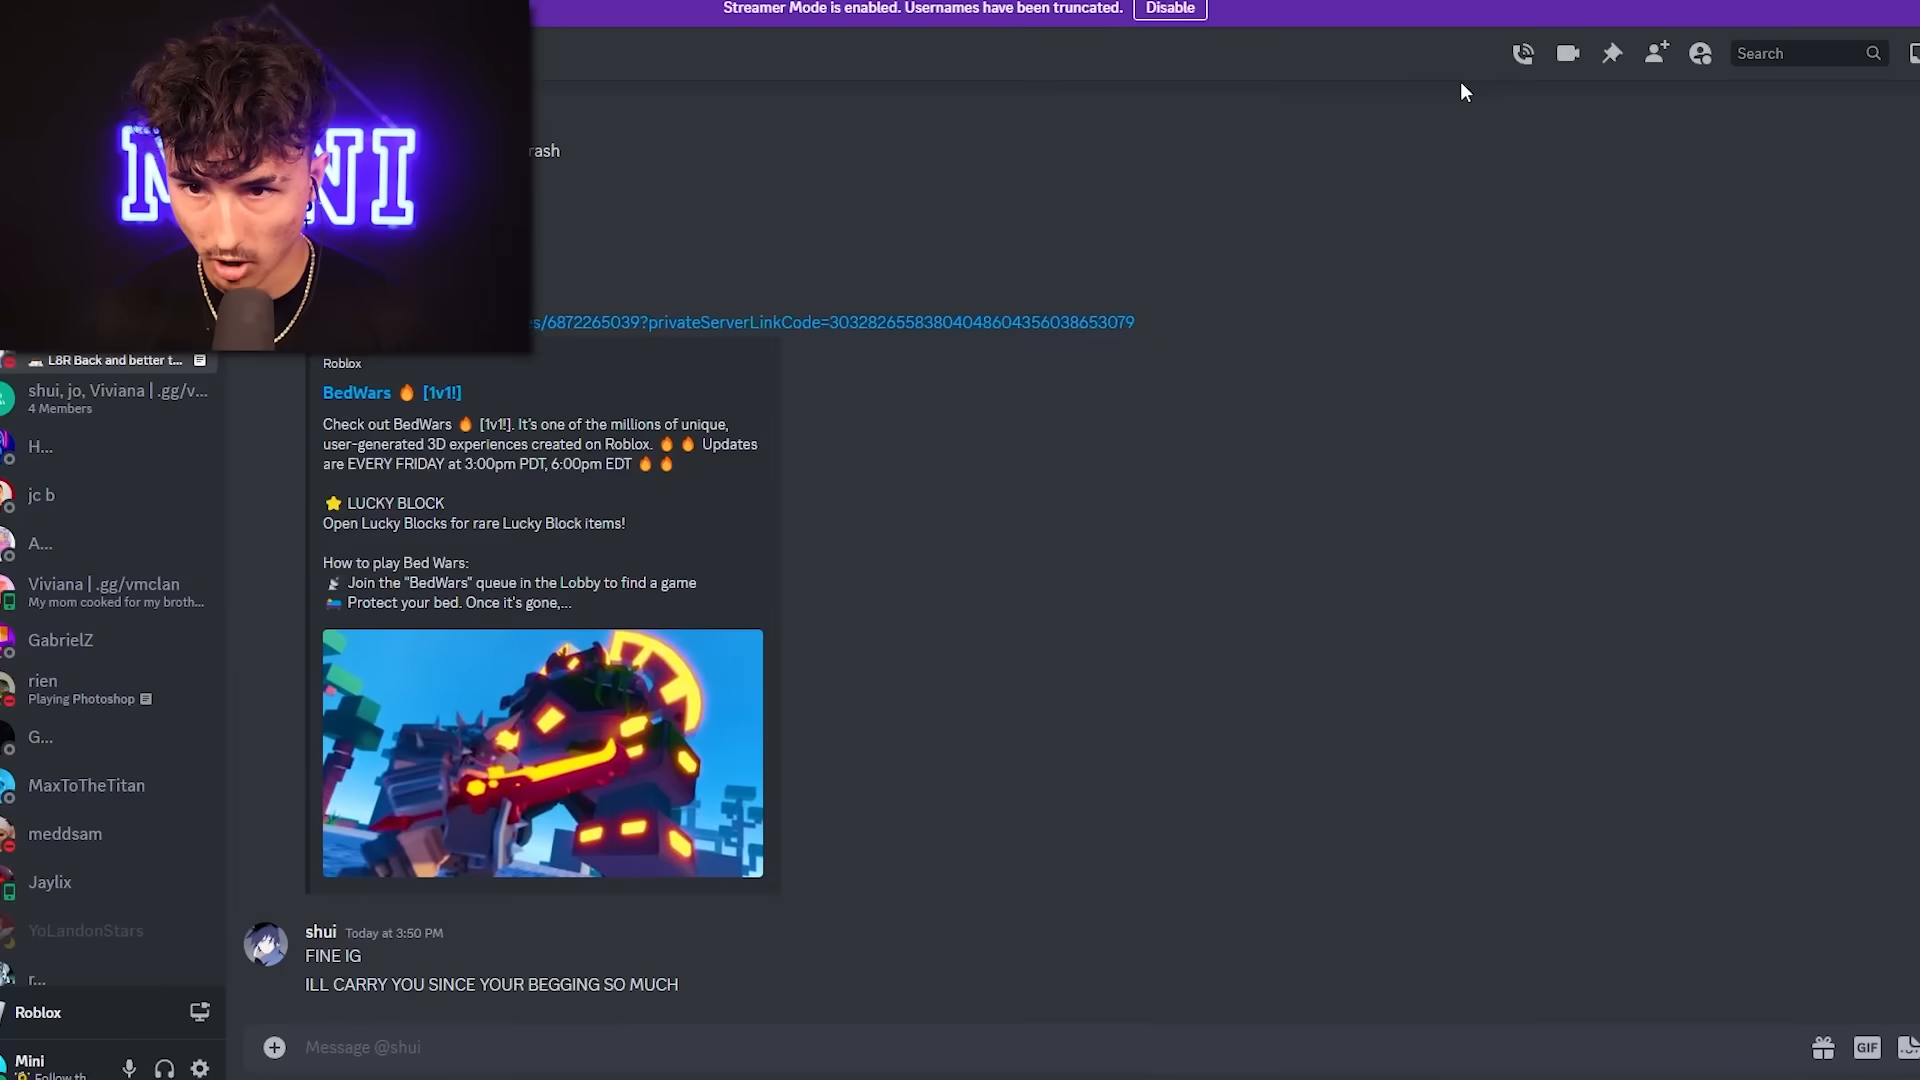 Streamer Mode is enabled. Usernames have been truncated. Disable
Search
MINI
rash
s/6872265039?privateServerLinkCode=30328265583804048604356038653079
L8R Back and better t...
shui, jo, Viviana | .gg/v...
4 Members
H...
jc b
A...
Viviana | .gg/vmclan
My mom cooked for my broth...
GabrielZ
rien
Playing Photoshop
G...
MaxToTheTitan
meddsam
Jaylix
YoLandonStars
r...
Roblox
Mini
Follow th
Roblox
BedWars 🔥 [1v1!]
Check out BedWars 🔥 [1v1!]. It's one of the millions of unique,
user-generated 3D experiences created on Roblox. 🔥 🔥 Updates
are EVERY FRIDAY at 3:00pm PDT, 6:00pm EDT 🔥 🔥
⭐ LUCKY BLOCK
Open Lucky Blocks for rare Lucky Block items!
How to play Bed Wars:
Join the "BedWars" queue in the Lobby to find a game
Protect your bed. Once it's gone,...
shui Today at 3:50 PM
FINE IG
ILL CARRY YOU SINCE YOUR BEGGING SO MUCH
Message @shui
GIF